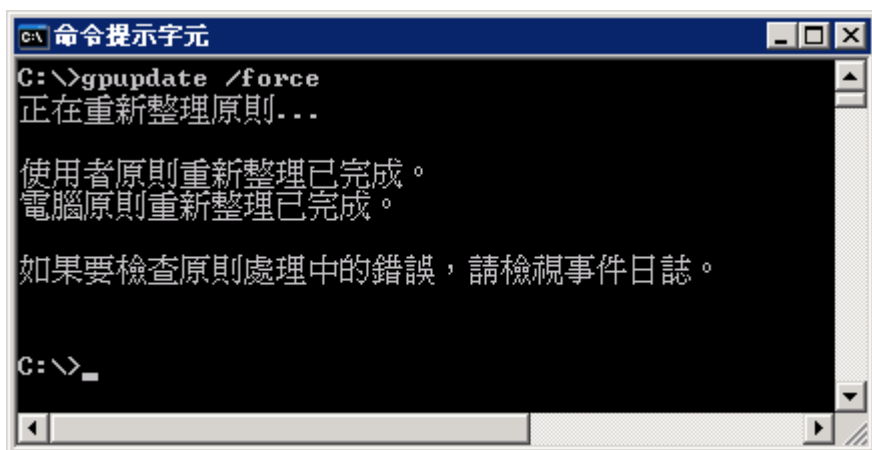 命令提示字元
C:\>gpupdate /force
正在重新整理原則...
使用者原則重新整理已完成。
電腦原則重新整理已完成。
如果要檢查原則處理中的錯誤，請檢視事件日誌。
C:\>_